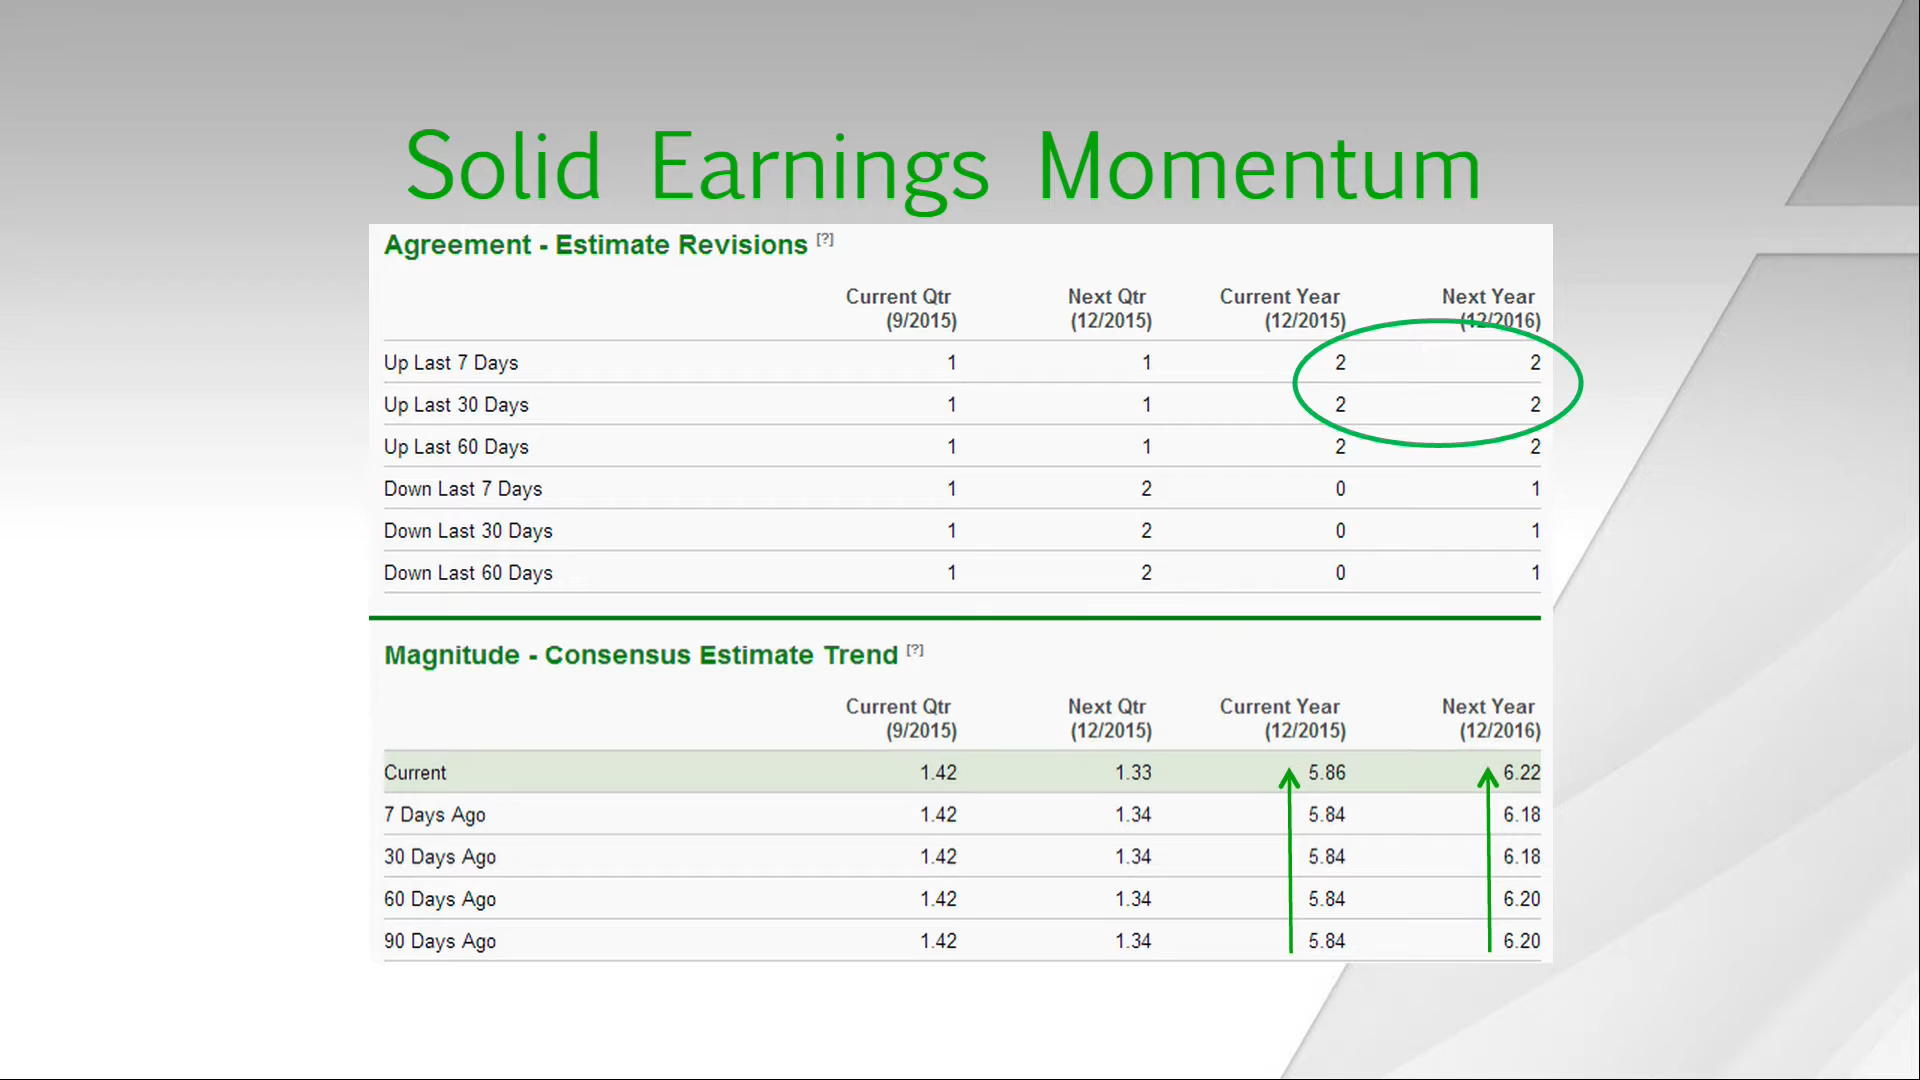 Solid Earnings Momentum
Agreement - Estimate Revisions [?]
Current Qtr Next Qtr Current Year Next Year
(9/2015) (12/2015) (12/2015) (12/2016)
Up Last 7 Days 1 1 2 2
Up Last 30 Days 1 1 2 2
Up Last 60 Days 1 1 2 2
Down Last 7 Days 1 2 0 1
Down Last 30 Days 1 2 0 1
Down Last 60 Days 1 2 0 1
Magnitude - Consensus Estimate Trend [?]
Current Qtr Next Qtr Current Year Next Year
(9/2015) (12/2015) (12/2015) (12/2016)
Current 1.42 1.33 5.86 6.22
7 Days Ago 1.42 1.34 5.84 6.18
30 Days Ago 1.42 1.34 5.84 6.18
60 Days Ago 1.42 1.34 5.84 6.20
90 Days Ago 1.42 1.34 5.84 6.20